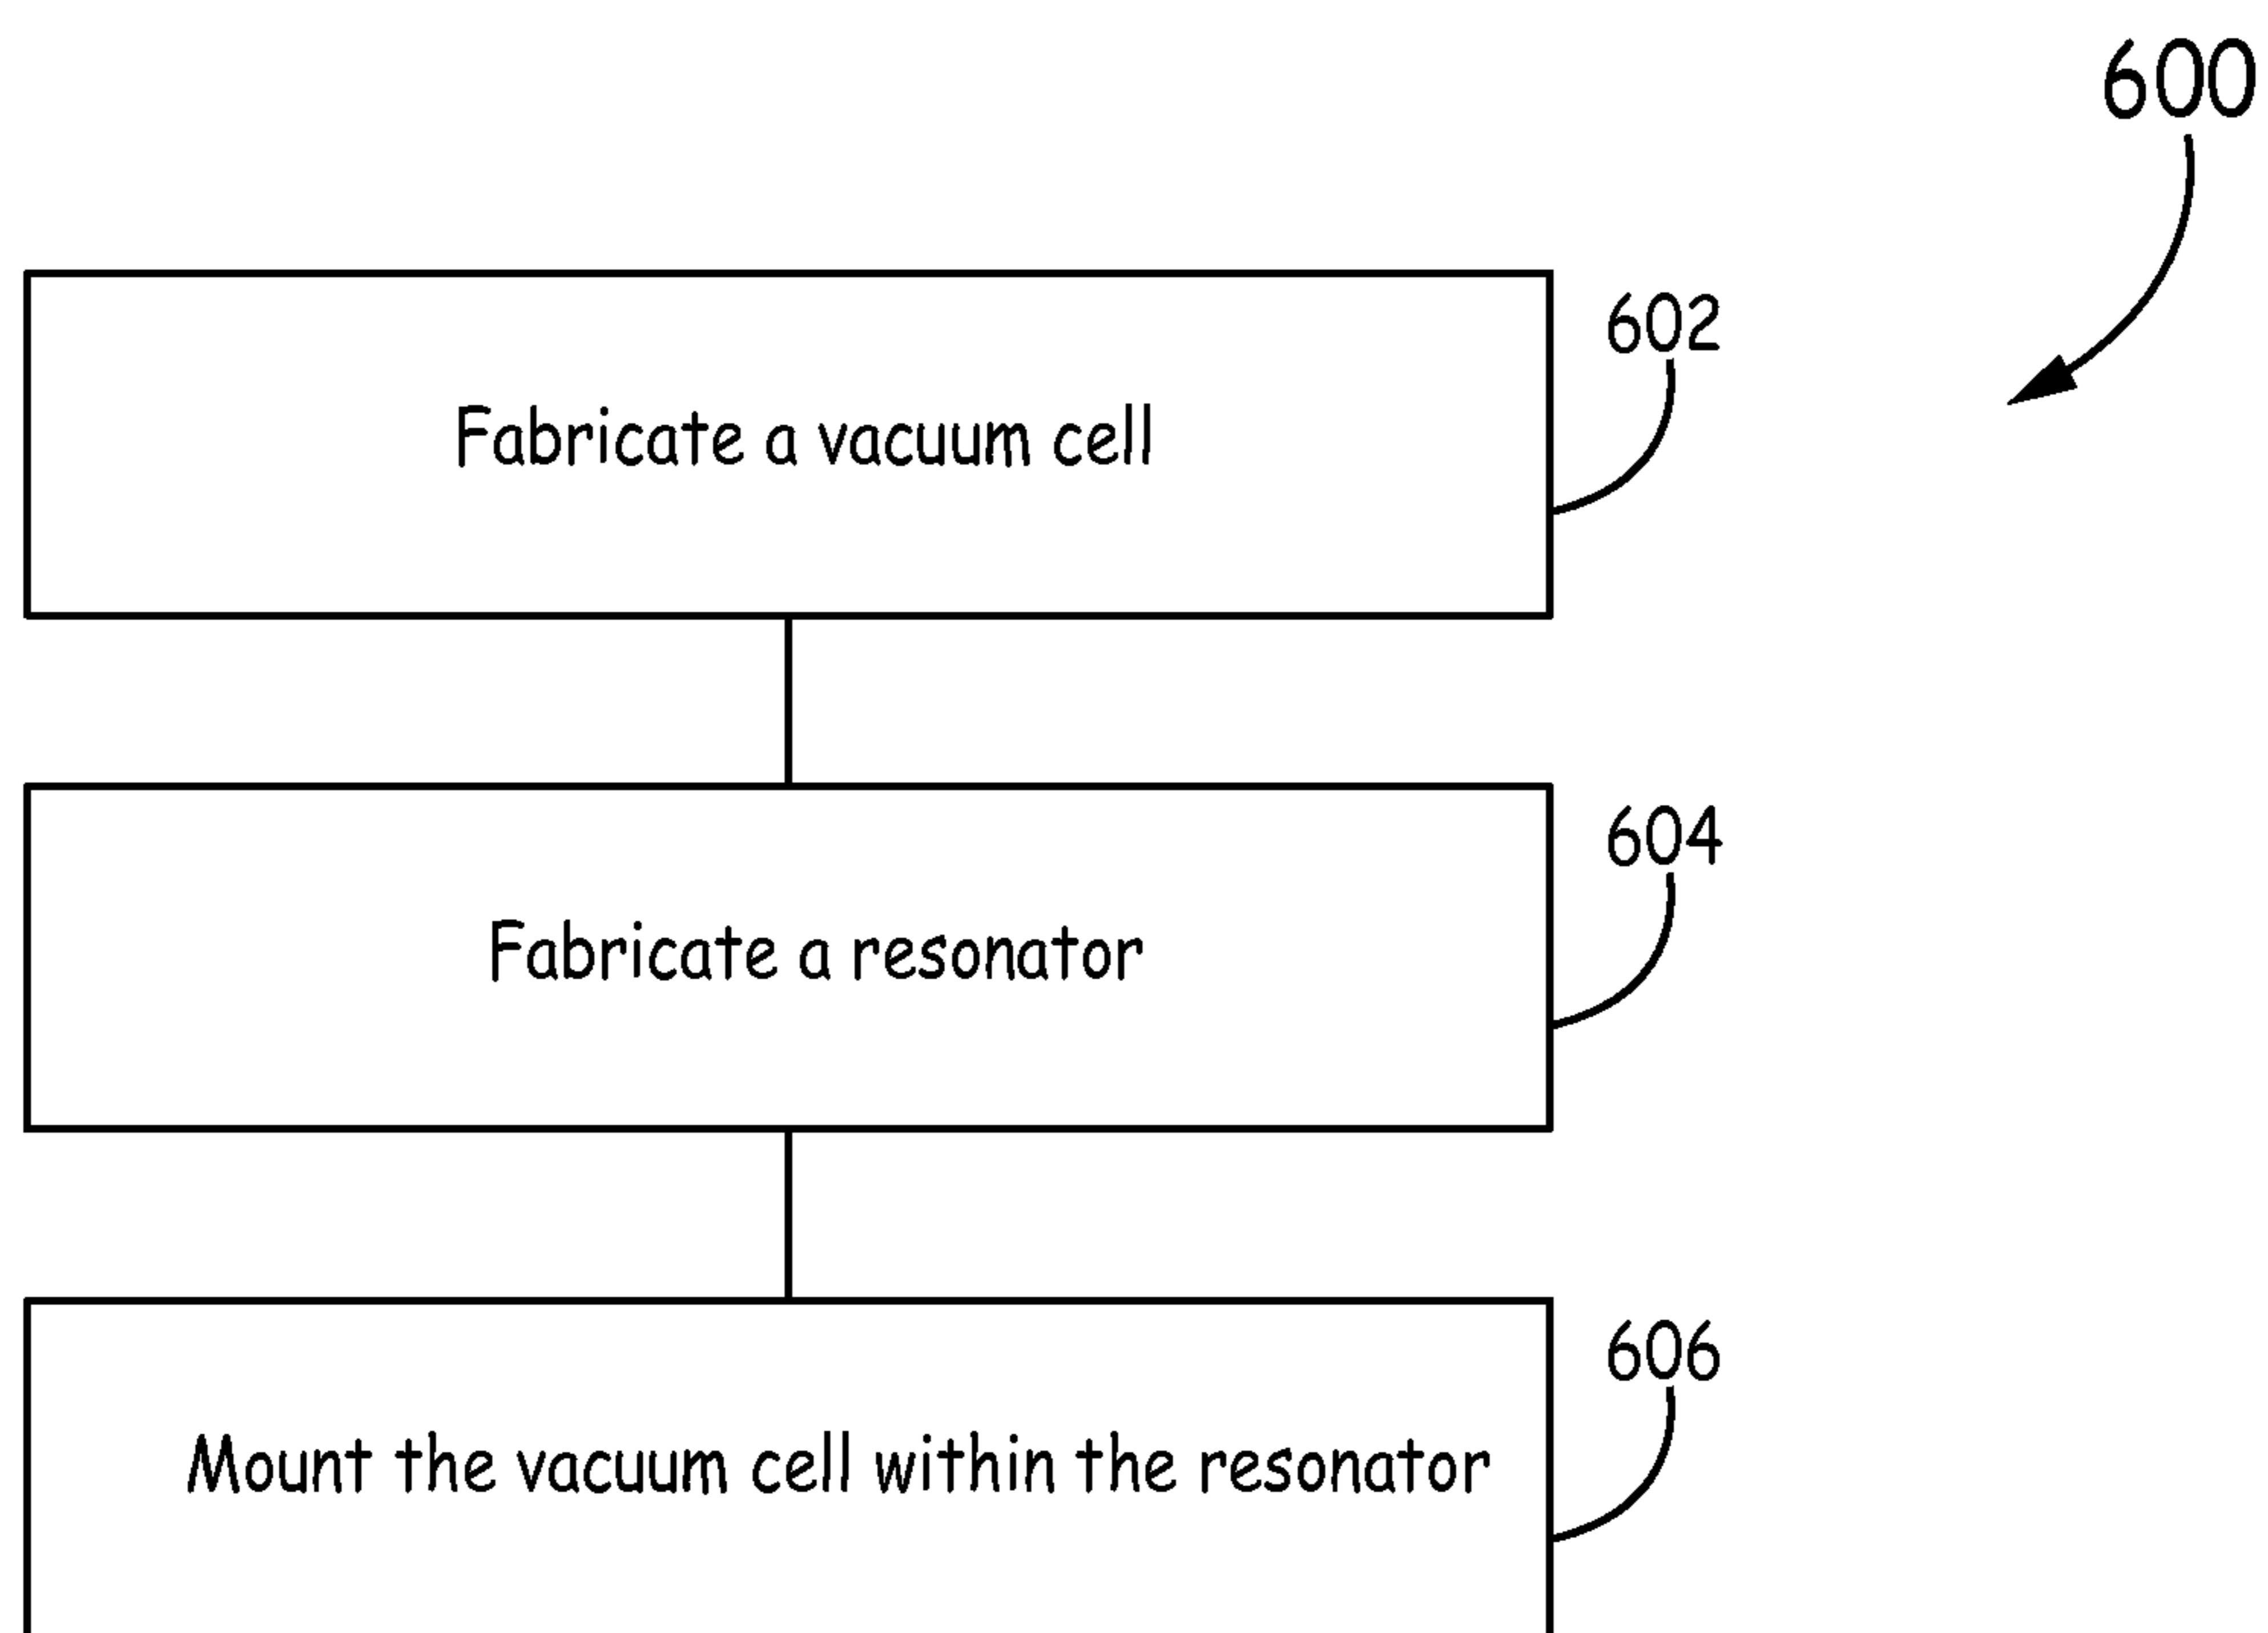 600
602
Fabricate a vacuum cell
604
Fabricate a resonator
606
Mount the vacuum cell within the resonator